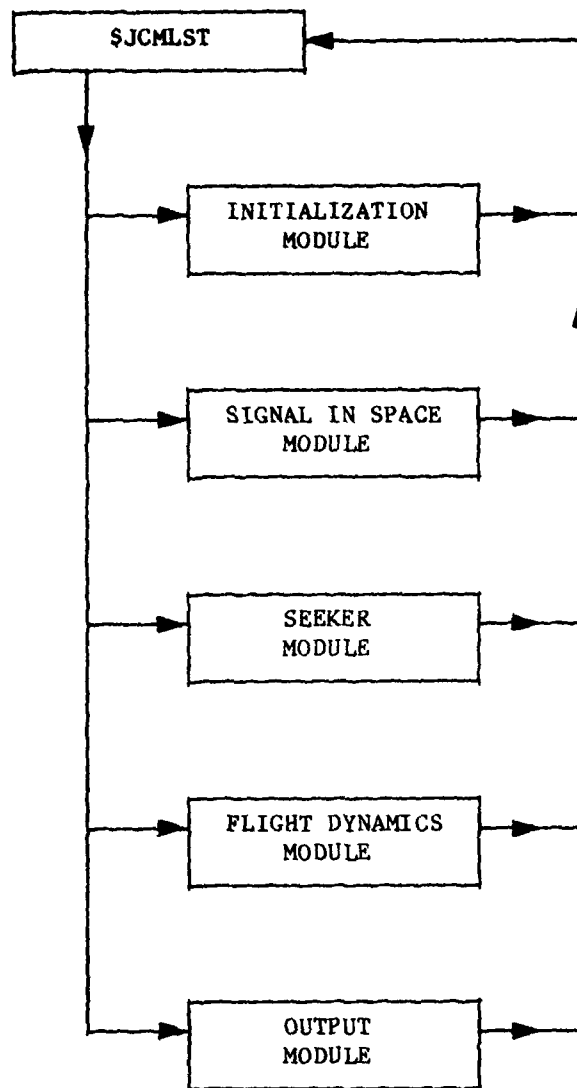 $JCMLST
INITIALIZATION
MODULE
SIGNAL IN SPACE
MODULE
SEEKER
MODULE
FLIGHT DYNAMICS
MODULE
OUTPUT
MODULE